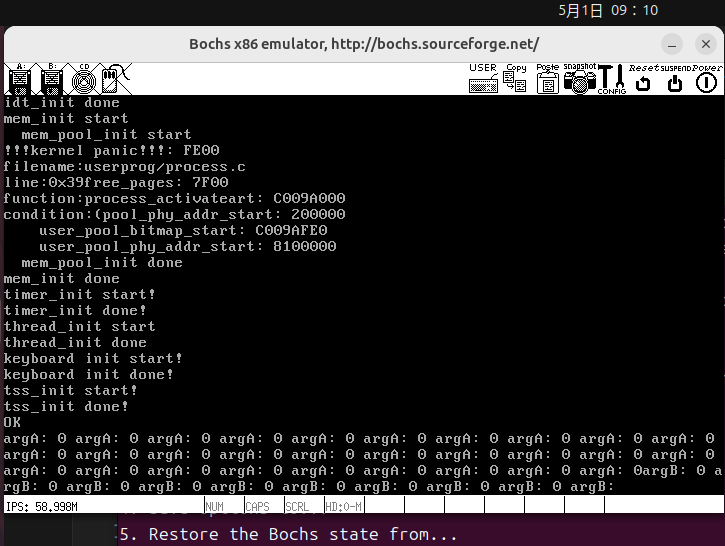 5月1日 09：10
Bochs x86 emulator, http://bochs.sourceforge.net/
A: B: CD USER Copy Paste snapshot CONFIG Reset SUSPEND Power
idt_init done
mem_init start
  mem_pool_init start
!!!kernel panic!!!: FE00
filename:userprog/process.c
line:0x39free_pages: 7F00
function:process_activateart: C009A000
condition:(pool_phy_addr_start: 200000
    user_pool_bitmap_start: C009AFE0
    user_pool_phy_addr_start: 8100000
  mem_pool_init done
mem_init done
timer_init start!
timer_init done!
thread_init start
thread_init done
keyboard init start!
keyboard init done!
tss_init start!
tss_init done!
OK
argA: 0 argA: 0 argA: 0 argA: 0 argA: 0 argA: 0 argA: 0 argA: 0 argA: 0 argA: 0
argA: 0 argA: 0 argA: 0 argA: 0 argA: 0 argA: 0 argA: 0 argA: 0 argA: 0 argA: 0
argA: 0 argA: 0 argA: 0 argA: 0 argA: 0 argA: 0 argA: 0 argA: 0argB: 0 a
rgB: 0 argB: 0 argB: 0 argB: 0 argB: 0 argB: 0 argB: 0 argB:
IPS: 58.998M NUM CAPS SCRL HD:0-M
5. Restore the Bochs state from...